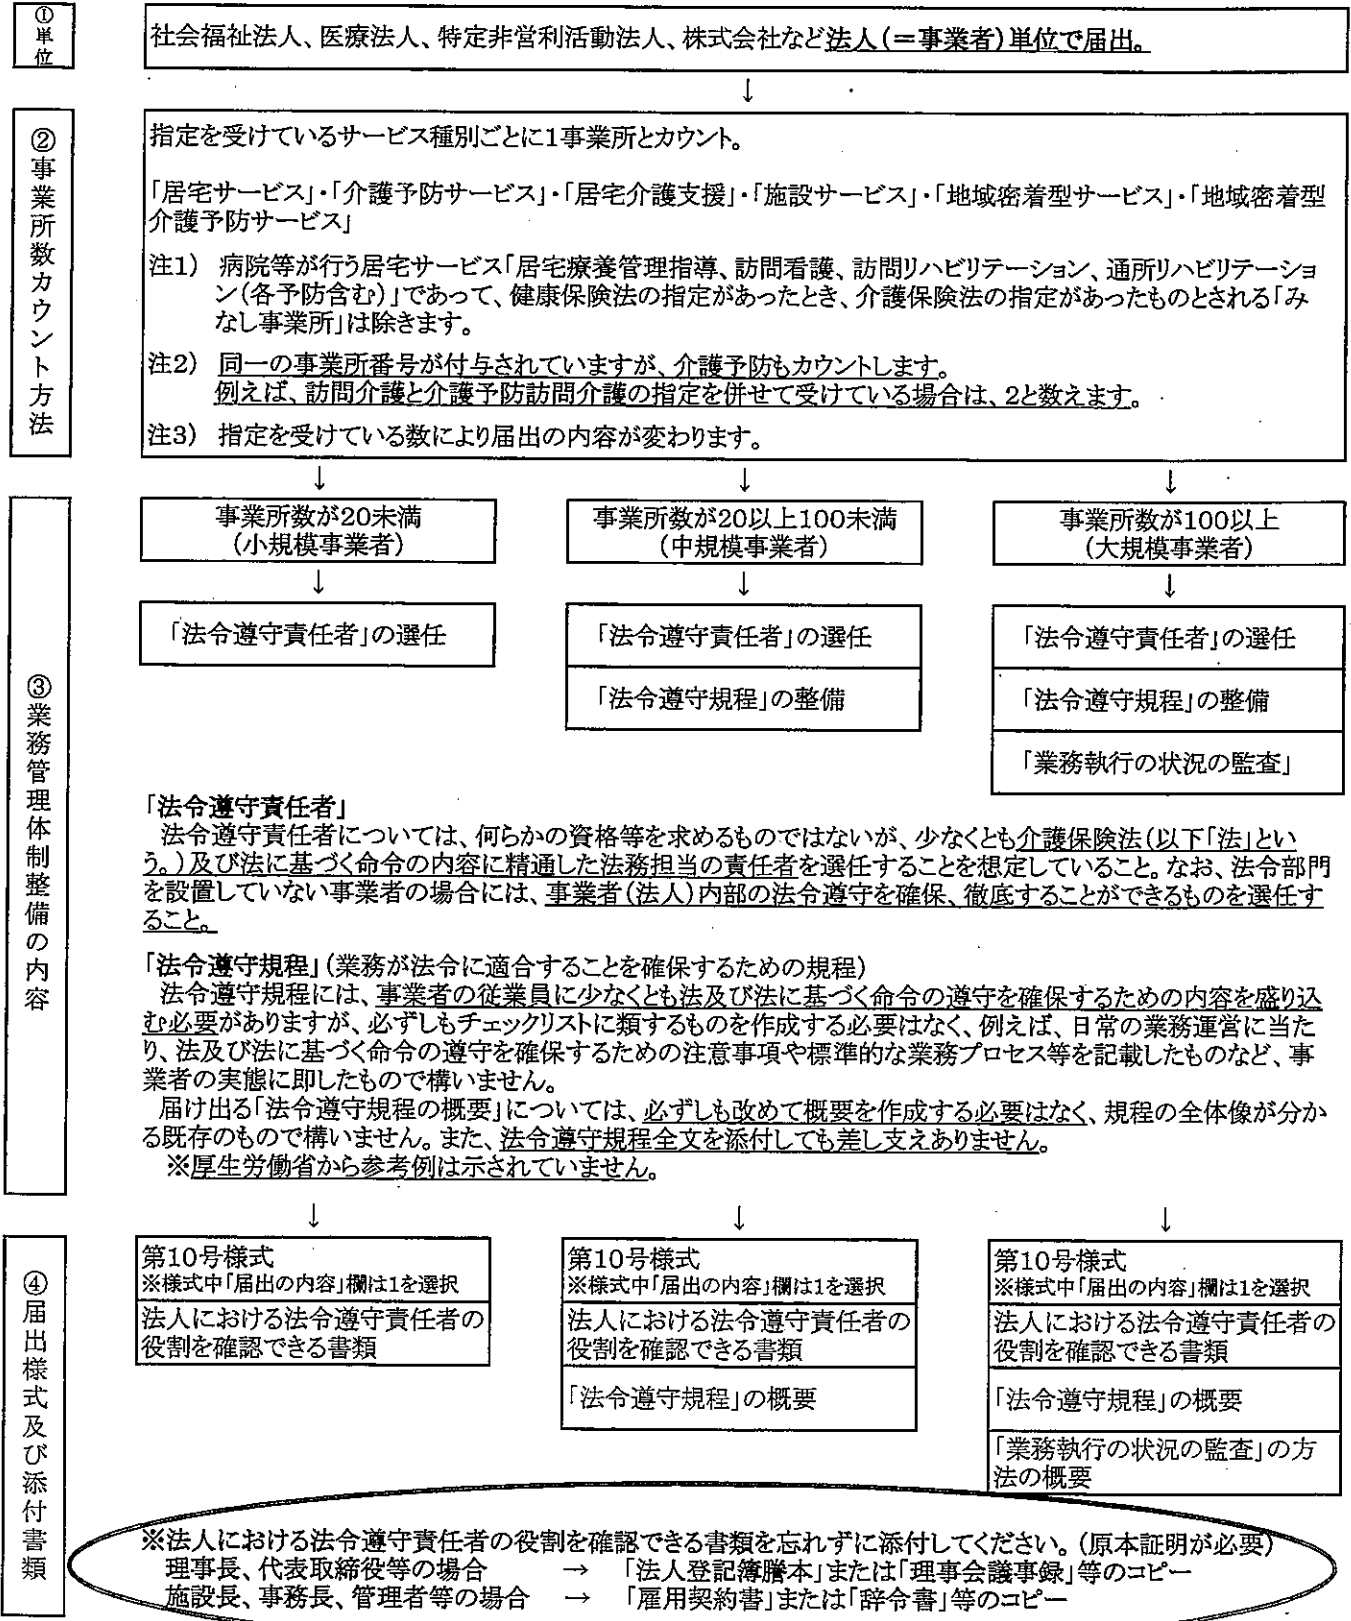 ①単位
社会福祉法人、医療法人、特定非営利活動法人、株式会社など法人(＝事業者)単位で届出。
↓
②事業所数カウント方法
指定を受けているサービス種別ごとに1事業所とカウント。
「居宅サービス」・「介護予防サービス」・「居宅介護支援」・「施設サービス」・「地域密着型サービス」・「地域密着型
介護予防サービス」
注1) 病院等が行う居宅サービス「居宅療養管理指導、訪問看護、訪問リハビリテーション、通所リハビリテーショ
ン(各予防含む)」であって、健康保険法の指定があったとき、介護保険法の指定があったものとされる「み
なし事業所」は除きます。
注2) 同一の事業所番号が付与されていますが、介護予防もカウントします。
例えば、訪問介護と介護予防訪問介護の指定を併せて受けている場合は、2と数えます。
注3) 指定を受けている数により届出の内容が変わります。
↓ ↓ ↓
③業務管理体制整備の内容
事業所数が20未満
(小規模事業者)
↓
「法令遵守責任者」の選任
事業所数が20以上100未満
(中規模事業者)
↓
「法令遵守責任者」の選任
「法令遵守規程」の整備
事業所数が100以上
(大規模事業者)
↓
「法令遵守責任者」の選任
「法令遵守規程」の整備
「業務執行の状況の監査」
「法令遵守責任者」
法令遵守責任者については、何らかの資格等を求めるものではないが、少なくとも介護保険法(以下「法」とい
う。)及び法に基づく命令の内容に精通した法務担当の責任者を選任することを想定していること。なお、法令部門
を設置していない事業者の場合には、事業者(法人)内部の法令遵守を確保、徹底することができるものを選任す
ること。
「法令遵守規程」(業務が法令に適合することを確保するための規程)
法令遵守規程には、事業者の従業員に少なくとも法及び法に基づく命令の遵守を確保するための内容を盛り込
む必要がありますが、必ずしもチェックリストに類するものを作成する必要はなく、例えば、日常の業務運営に当た
り、法及び法に基づく命令の遵守を確保するための注意事項や標準的な業務プロセス等を記載したものなど、事
業者の実態に即したもので構いません。
届け出る「法令遵守規程の概要」については、必ずしも改めて概要を作成する必要はなく、規程の全体像が分か
る既存のもので構いません。また、法令遵守規程全文を添付しても差し支えありません。
※厚生労働省から参考例は示されていません。
↓ ↓ ↓
④届出様式及び添付書類
第10号様式
※様式中「届出の内容」欄は1を選択
法人における法令遵守責任者の
役割を確認できる書類
第10号様式
※様式中「届出の内容」欄は1を選択
法人における法令遵守責任者の
役割を確認できる書類
「法令遵守規程」の概要
第10号様式
※様式中「届出の内容」欄は1を選択
法人における法令遵守責任者の
役割を確認できる書類
「法令遵守規程」の概要
「業務執行の状況の監査」の方
法の概要
※法人における法令遵守責任者の役割を確認できる書類を忘れずに添付してください。(原本証明が必要)
理事長、代表取締役等の場合 → 「法人登記簿謄本」または「理事会議事録」等のコピー
施設長、事務長、管理者等の場合 → 「雇用契約書」または「辞令書」等のコピー